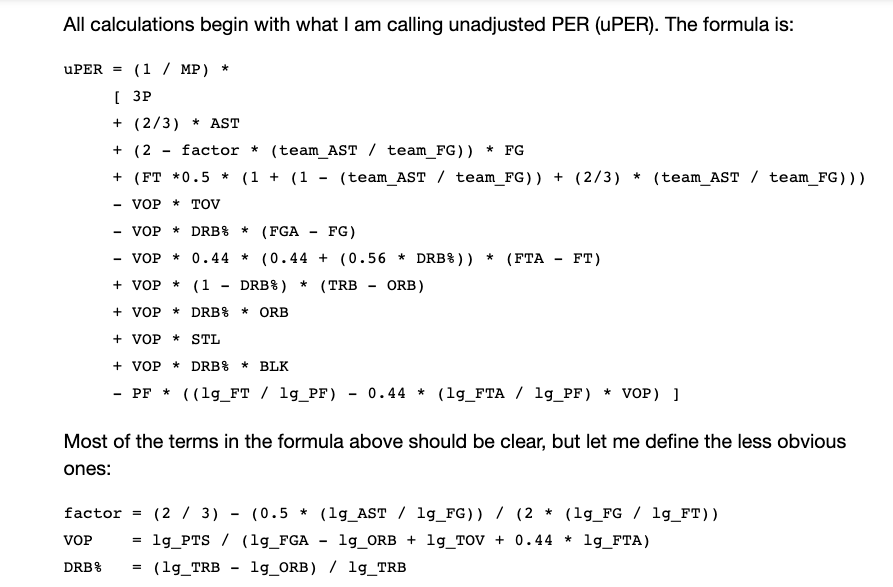 All calculations begin with what I am calling unadjusted PER (uPER). The formula is:
uPER = (1 / MP) *
[ 3P
+ (2/3) * AST
+ (2 - factor * (team_AST / team_FG)) * FG
+ (FT *0.5 * (1 + (1 - (team_AST / team_FG)) + (2/3) * (team_AST / team_FG)))
- VOP * TOV
- VOP * DRB% * (FGA - FG)
- VOP * 0.44 * (0.44 + (0.56 * DRB%)) * (FTA - FT)
+ VOP * (1 - DRB%) * (TRB - ORB)
+ VOP * DRB% * ORB
+ VOP * STL
+ VOP * DRB% * BLK
- PF * ((lg_FT / lg_PF) - 0.44 * (lg_FTA / lg_PF) * VOP) ]
Most of the terms in the formula above should be clear, but let me define the less obvious
ones:
factor = (2 / 3) - (0.5 * (lg_AST / lg_FG)) / (2 * (lg_FG / lg_FT))
VOP = lg_PTS / (lg_FGA - lg_ORB + lg_TOV + 0.44 * lg_FTA)
DRB% = (lg_TRB - lg_ORB) / lg_TRB